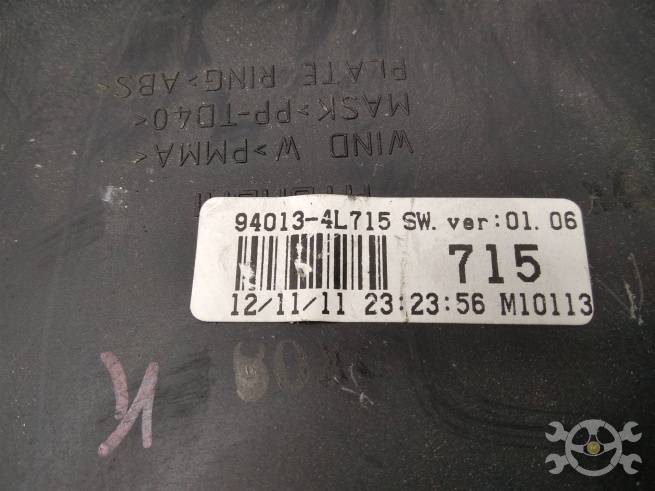 WIND W>PMMA<
MASK>PP-TD40<
PLATE RING>ABS<
94013-4L715 SW. ver:01. 06
715
12/11/11 23:23:56 M10113
80A